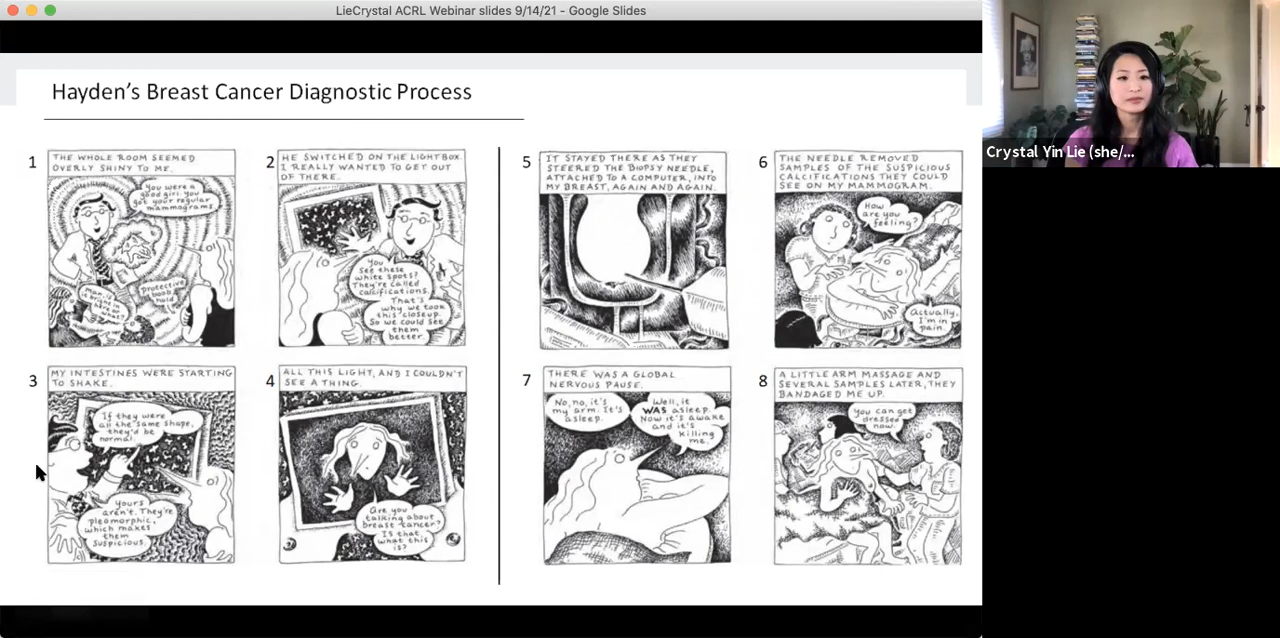 LieCrystal ACRL Webinar slides 9/14/21 - Google Slides
Hayden's Breast Cancer Diagnostic Process
1
THE WHOLE ROOM SEEMED
OVERLY SHINY TO ME.
You were a
good girl. You
got your regular
mammograms.
protective
boob
hold
2
HE SWITCHED ON THE LIGHTBOX.
I REALLY WANTED TO GET OUT
OF THERE.
You
see these
white spots?
They're called
calcifications.
That's
why we took
this closeup.
So we could see
them
better.
3
MY INTESTINES WERE STARTING
TO SHAKE.
If they were
all the same shape,
they'd be
normal.
Yours
aren't. They're
pleomorphic,
which makes
them
suspicious.
4
ALL THIS LIGHT, AND I COULDN'T
SEE A THING.
Are you
talking about
breast cancer?
Is that
what this
is?
5
IT STAYED THERE AS THEY
STEERED THE BIOPSY NEEDLE,
ATTACHED TO A COMPUTER, INTO
MY BREAST, AGAIN AND AGAIN.
6
THE NEEDLE REMOVED
SAMPLES OF THE SUSPICIOUS
CALCIFICATIONS THEY COULD
SEE ON MY MAMMOGRAM.
How
are you
feeling?
Actually,
I'm in
pain.
7
THERE WAS A GLOBAL
NERVOUS PAUSE.
No, no, it's
my arm. It's
asleep.
Well, it
WAS asleep.
Now it's awake
and it's
killing
me.
8
A LITTLE ARM MASSAGE AND
SEVERAL SAMPLES LATER, THEY
BANDAGED ME UP.
You can get
dressed
now.
Crystal Yin Lie (she/...